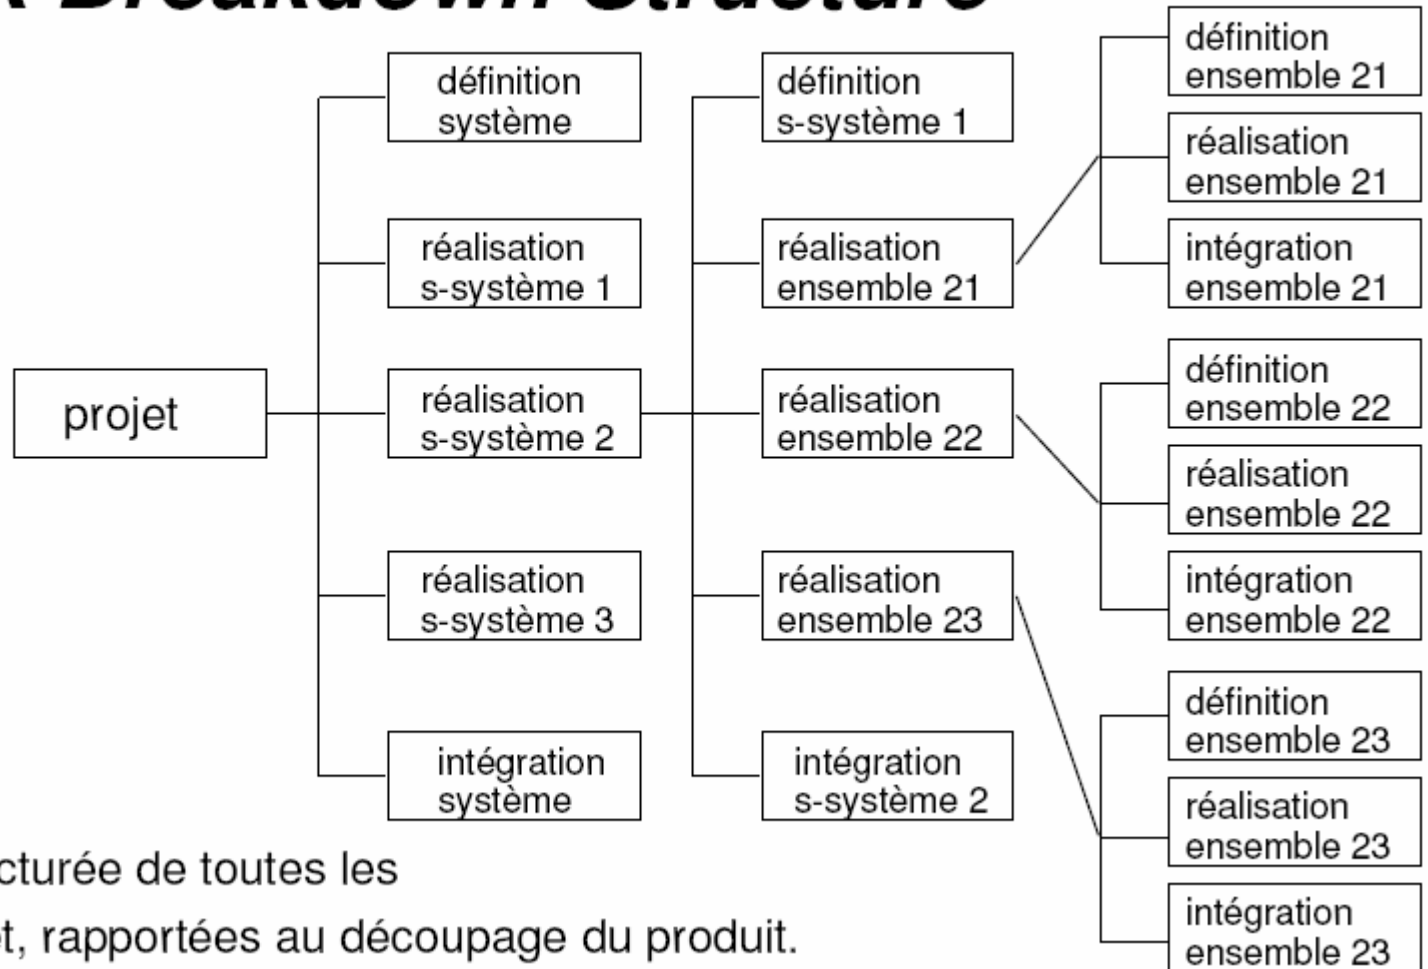 Breakdown Structure
projet
définition
système
réalisation
s-système 1
réalisation
s-système 2
réalisation
s-système 3
intégration
système
définition
s-système 1
réalisation
ensemble 21
réalisation
ensemble 22
réalisation
ensemble 23
intégration
s-système 2
définition
ensemble 21
réalisation
ensemble 21
intégration
ensemble 21
définition
ensemble 22
réalisation
ensemble 22
intégration
ensemble 22
définition
ensemble 23
réalisation
ensemble 23
intégration
ensemble 23
cturée de toutes les
t, rapportées au découpage du produit.